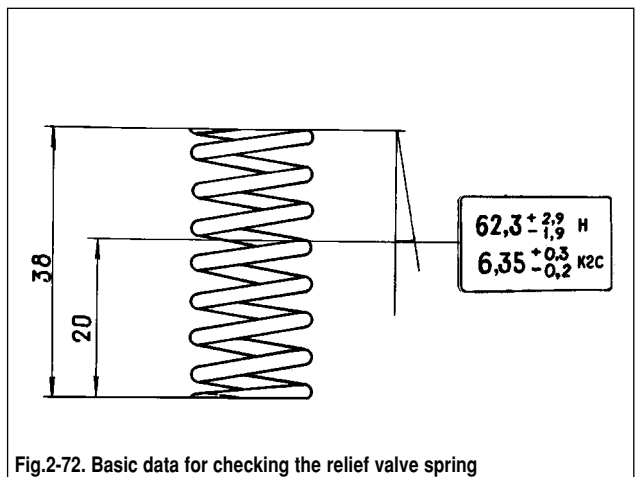 38
20
62,3 + 2,9 - 1,9 Н
6,35 + 0,3 - 0,2 кгс
Fig.2-72. Basic data for checking the relief valve spring